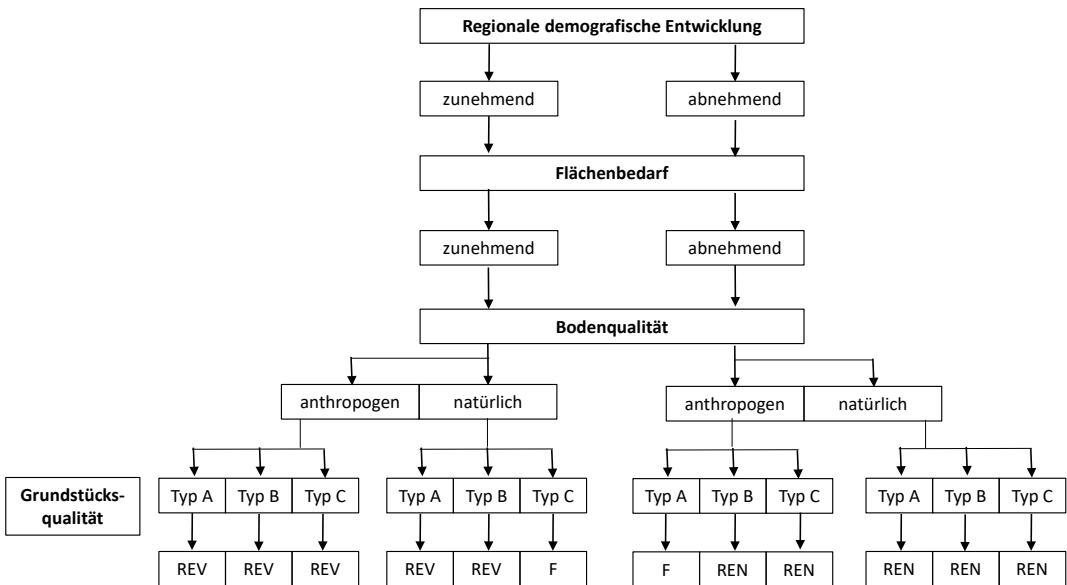 Regionale demografische Entwicklung
zunehmend abnehmend
Flächenbedarf
zunehmend abnehmend
Bodenqualität
anthropogen natürlich anthropogen natürlich
Grundstücks-
qualität
Typ A Typ B Typ C Typ A Typ B Typ C Typ A Typ B Typ C Typ A Typ B Typ C
REV REV REV REV REV F F REN REN REN REN REN